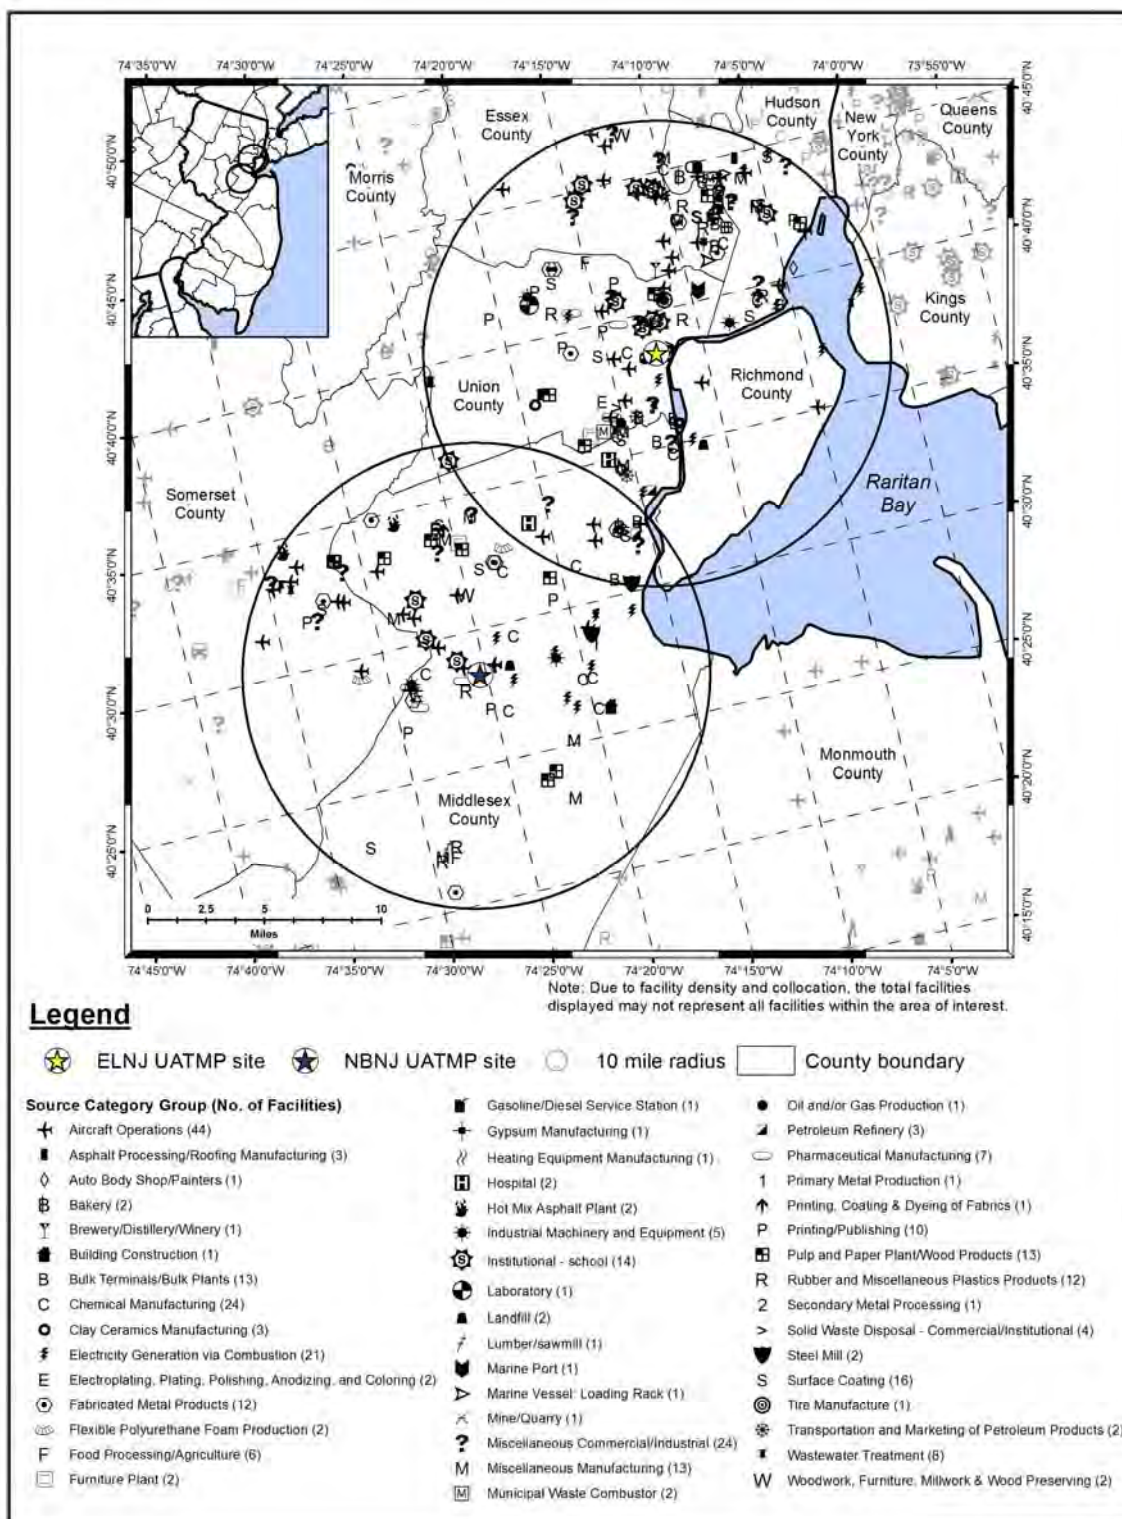 74°35'0"W 74°30'0"W 74°25'0"W 74°20'0"W 74°15'0"W 74°10'0"W 74°5'0"W 74°0'0"W 73°55'0"W
40°50'0"N
40°45'0"N
40°40'0"N
40°35'0"N
40°30'0"N
40°25'0"N
40°45'0"N
40°40'0"N
40°35'0"N
40°30'0"N
40°25'0"N
40°20'0"N
40°15'0"N
Essex
County
Hudson
County
New
York
County
Queens
County
Morris
County
Kings
County
Union
County
Richmond
County
Raritan
Bay
Somerset
County
Monmouth
County
Middlesex
County
0 2.5 5 10
Miles
74°45'0"W 74°40'0"W 74°35'0"W 74°30'0"W 74°25'0"W 74°20'0"W 74°15'0"W 74°10'0"W 74°5'0"W
Note: Due to facility density and collocation, the total facilities
displayed may not represent all facilities within the area of interest.
Legend
ELNJ UATMP site NBNJ UATMP site 10 mile radius County boundary
Source Category Group (No. of Facilities)
Aircraft Operations (44)
Asphalt Processing/Roofing Manufacturing (3)
Auto Body Shop/Painters (1)
Bakery (2)
Brewery/Distillery/Winery (1)
Building Construction (1)
B Bulk Terminals/Bulk Plants (13)
C Chemical Manufacturing (24)
Clay Ceramics Manufacturing (3)
Electricity Generation via Combustion (21)
E Electroplating, Plating, Polishing, Anodizing, and Coloring (2)
Fabricated Metal Products (12)
Flexible Polyurethane Foam Production (2)
F Food Processing/Agriculture (6)
Furniture Plant (2)
Gasoline/Diesel Service Station (1)
Gypsum Manufacturing (1)
Heating Equipment Manufacturing (1)
H Hospital (2)
Hot Mix Asphalt Plant (2)
Industrial Machinery and Equipment (5)
S Institutional - school (14)
Laboratory (1)
Landfill (2)
Lumber/sawmill (1)
Marine Port (1)
Marine Vessel: Loading Rack (1)
Mine/Quarry (1)
? Miscellaneous Commercial/Industrial (24)
M Miscellaneous Manufacturing (13)
M Municipal Waste Combustor (2)
Oil and/or Gas Production (1)
Petroleum Refinery (3)
Pharmaceutical Manufacturing (7)
1 Primary Metal Production (1)
Printing, Coating & Dyeing of Fabrics (1)
P Printing/Publishing (10)
Pulp and Paper Plant/Wood Products (13)
R Rubber and Miscellaneous Plastics Products (12)
2 Secondary Metal Processing (1)
> Solid Waste Disposal - Commercial/Institutional (4)
Steel Mill (2)
S Surface Coating (16)
Tire Manufacture (1)
Transportation and Marketing of Petroleum Products (2)
Wastewater Treatment (8)
W Woodwork, Furniture, Millwork & Wood Preserving (2)